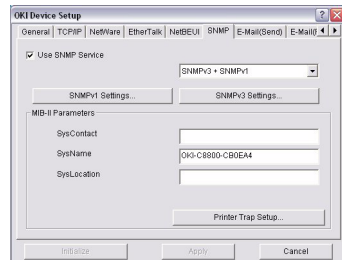 OKI Device Setup
General TCP/IP NetWare EtherTalk NetBEUI SNMP E-Mail(Send) E-Mail(
Use SNMP Service
SNMPv3 + SNMPv1
SNMPv1 Settings... SNMPv3 Settings...
MIB-II Parameters
SysContact
SysName OKI-C8800-CB0EA4
SysLocation
Printer Trap Setup...
Initialize Apply Cancel